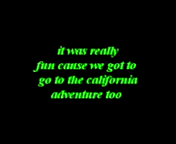 it was really
fun cause we got to
go to the california
adventure too